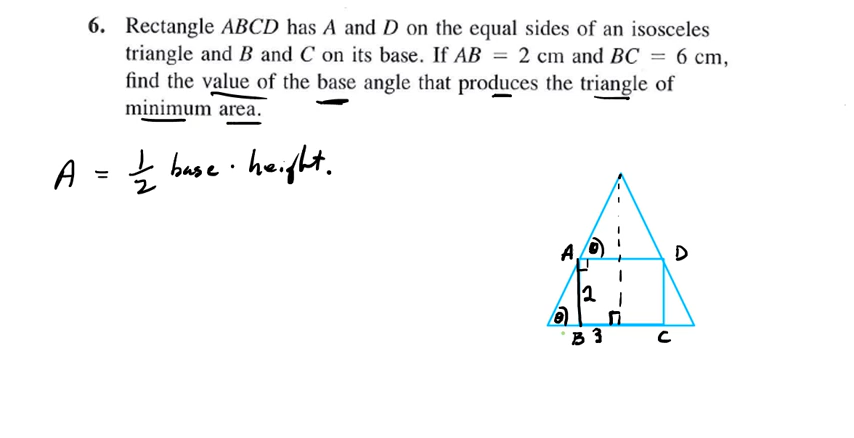 6. Rectangle ABCD has A and D on the equal sides of an isosceles
triangle and B and C on its base. If AB = 2 cm and BC = 6 cm,
find the value of the base angle that produces the triangle of
minimum area.
A = 1/2 base · height.
A θ D
2
θ
B 3 C